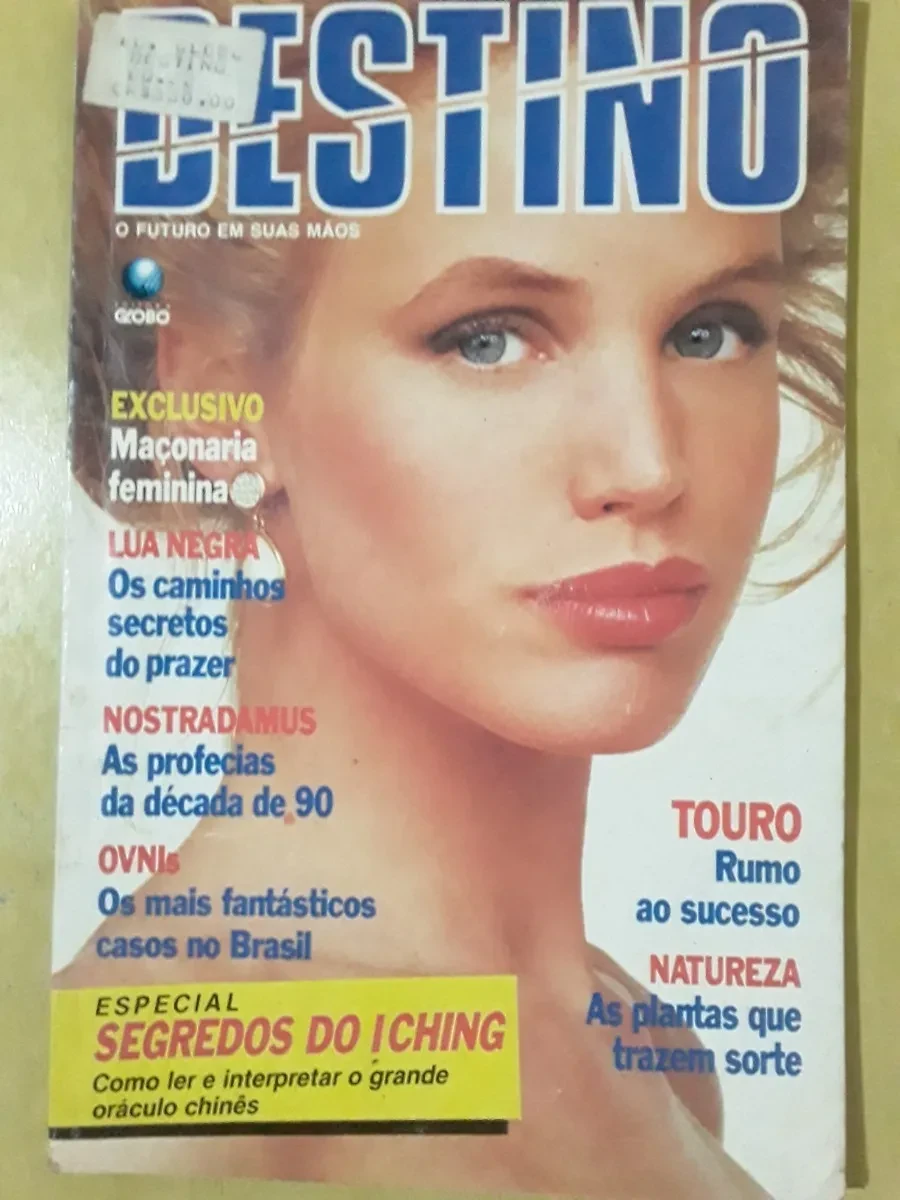 DESTINO
O FUTURO EM SUAS MÃOS
EDITORA
GLOBO
EXCLUSIVO
Maçonaria
feminina
LUA NEGRA
Os caminhos
secretos
do prazer
NOSTRADAMUS
As profecias
da década de 90
OVNIs
Os mais fantásticos
casos no Brasil
ESPECIAL
SEGREDOS DO I CHING
Como ler e interpretar o grande
oráculo chinês
TOURO
Rumo
ao sucesso
NATUREZA
As plantas que
trazem sorte